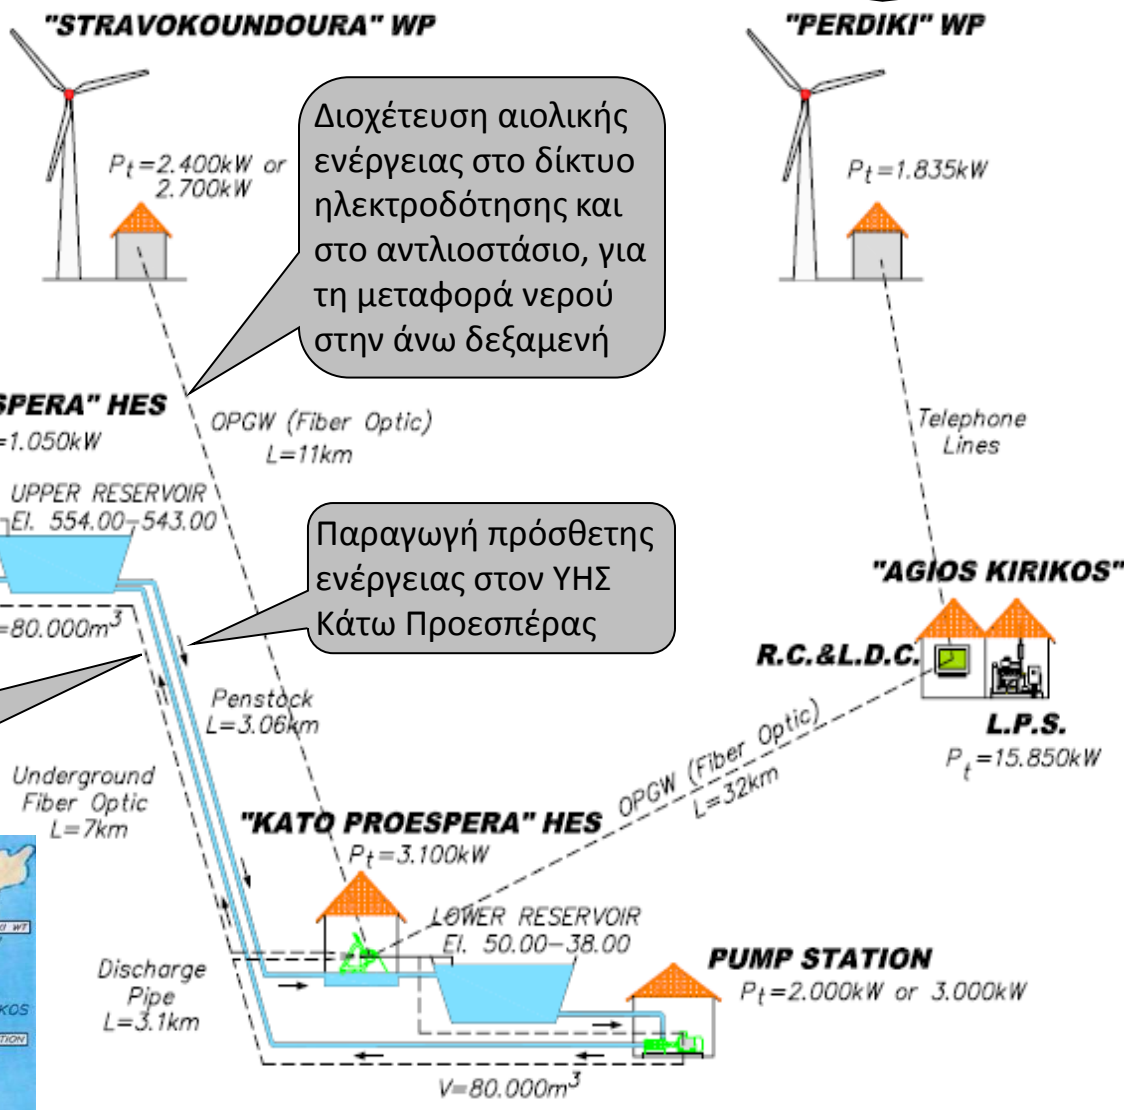 "STRAVOKOUNDOURA" WP
"PERDIKI" WP
Pt=2.400kW or
2.700kW
Διοχέτευση αιολικής
ενέργειας στο δίκτυο
ηλεκτροδότησης και
στο αντλιοστάσιο, για
τη μεταφορά νερού
στην άνω δεξαμενή
Pt=1.835kW
SPERA" HES
=1.050kW
OPGW (Fiber Optic)
L=11km
Telephone
Lines
UPPER RESERVOIR
El. 554.00-543.00
Παραγωγή πρόσθετης
ενέργειας στον ΥΗΣ
Κάτω Προεσπέρας
=80.000m3
"AGIOS KIRIKOS"
R.C.&L.D.C.
L.P.S.
Pt=15.850kW
Penstock
L=3.06km
Underground
Fiber Optic
L=7km
OPGW (Fiber Optic)
L=32km
"KATO PROESPERA" HES
Pt=3.100kW
LOWER RESERVOIR
El. 50.00-38.00
PUMP STATION
Pt=2.000kW or 3.000kW
Discharge
Pipe
L=3.1km
V=80.000m3
WT
KOS
TION